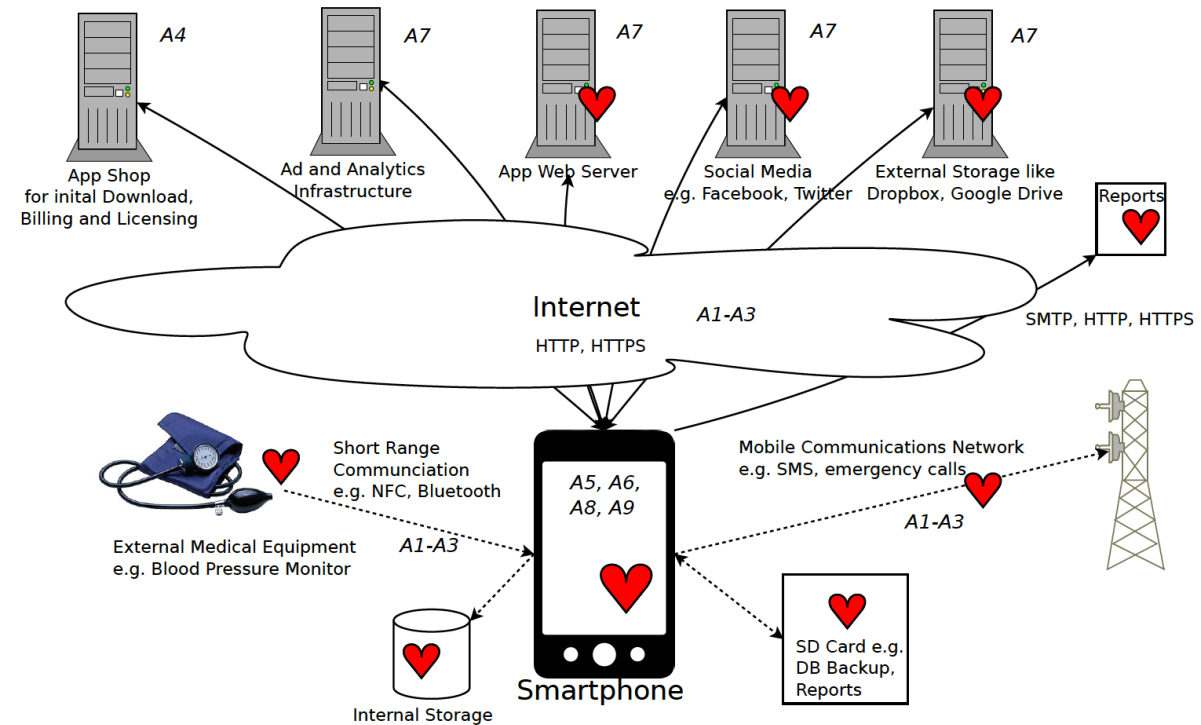 A4
A7
A7
A7
A7
App Shop
for inital Download,
Billing and Licensing
Ad and Analytics
Infrastructure
App Web Server
Social Media
e.g. Facebook, Twitter
External Storage like
Dropbox, Google Drive
Reports
Internet
A1-A3
HTTP, HTTPS
SMTP, HTTP, HTTPS
Short Range
Communciation
e.g. NFC, Bluetooth
A1-A3
External Medical Equipment
e.g. Blood Pressure Monitor
A5, A6,
A8, A9
Mobile Communications Network
e.g. SMS, emergency calls
A1-A3
Internal Storage
Smartphone
SD Card e.g.
DB Backup,
Reports